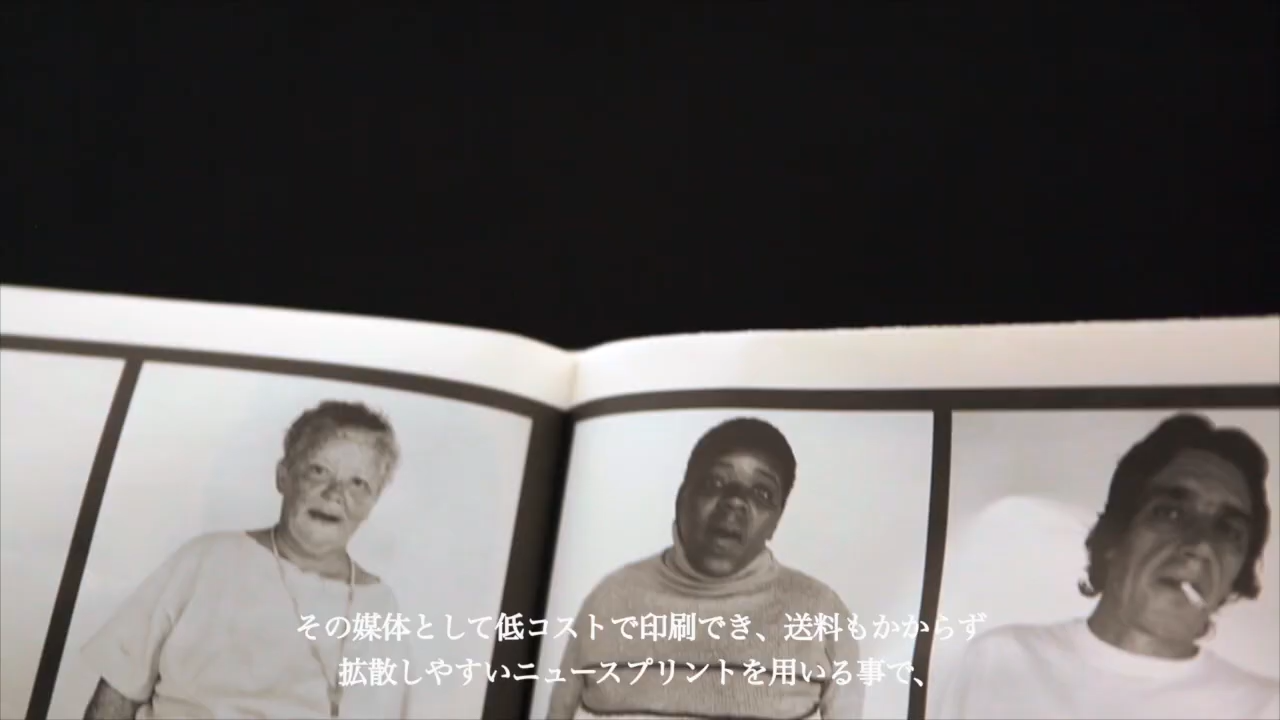 その媒体として低コストで印刷でき、送料もかからず
拡散しやすいニュースプリントを用いる事で、